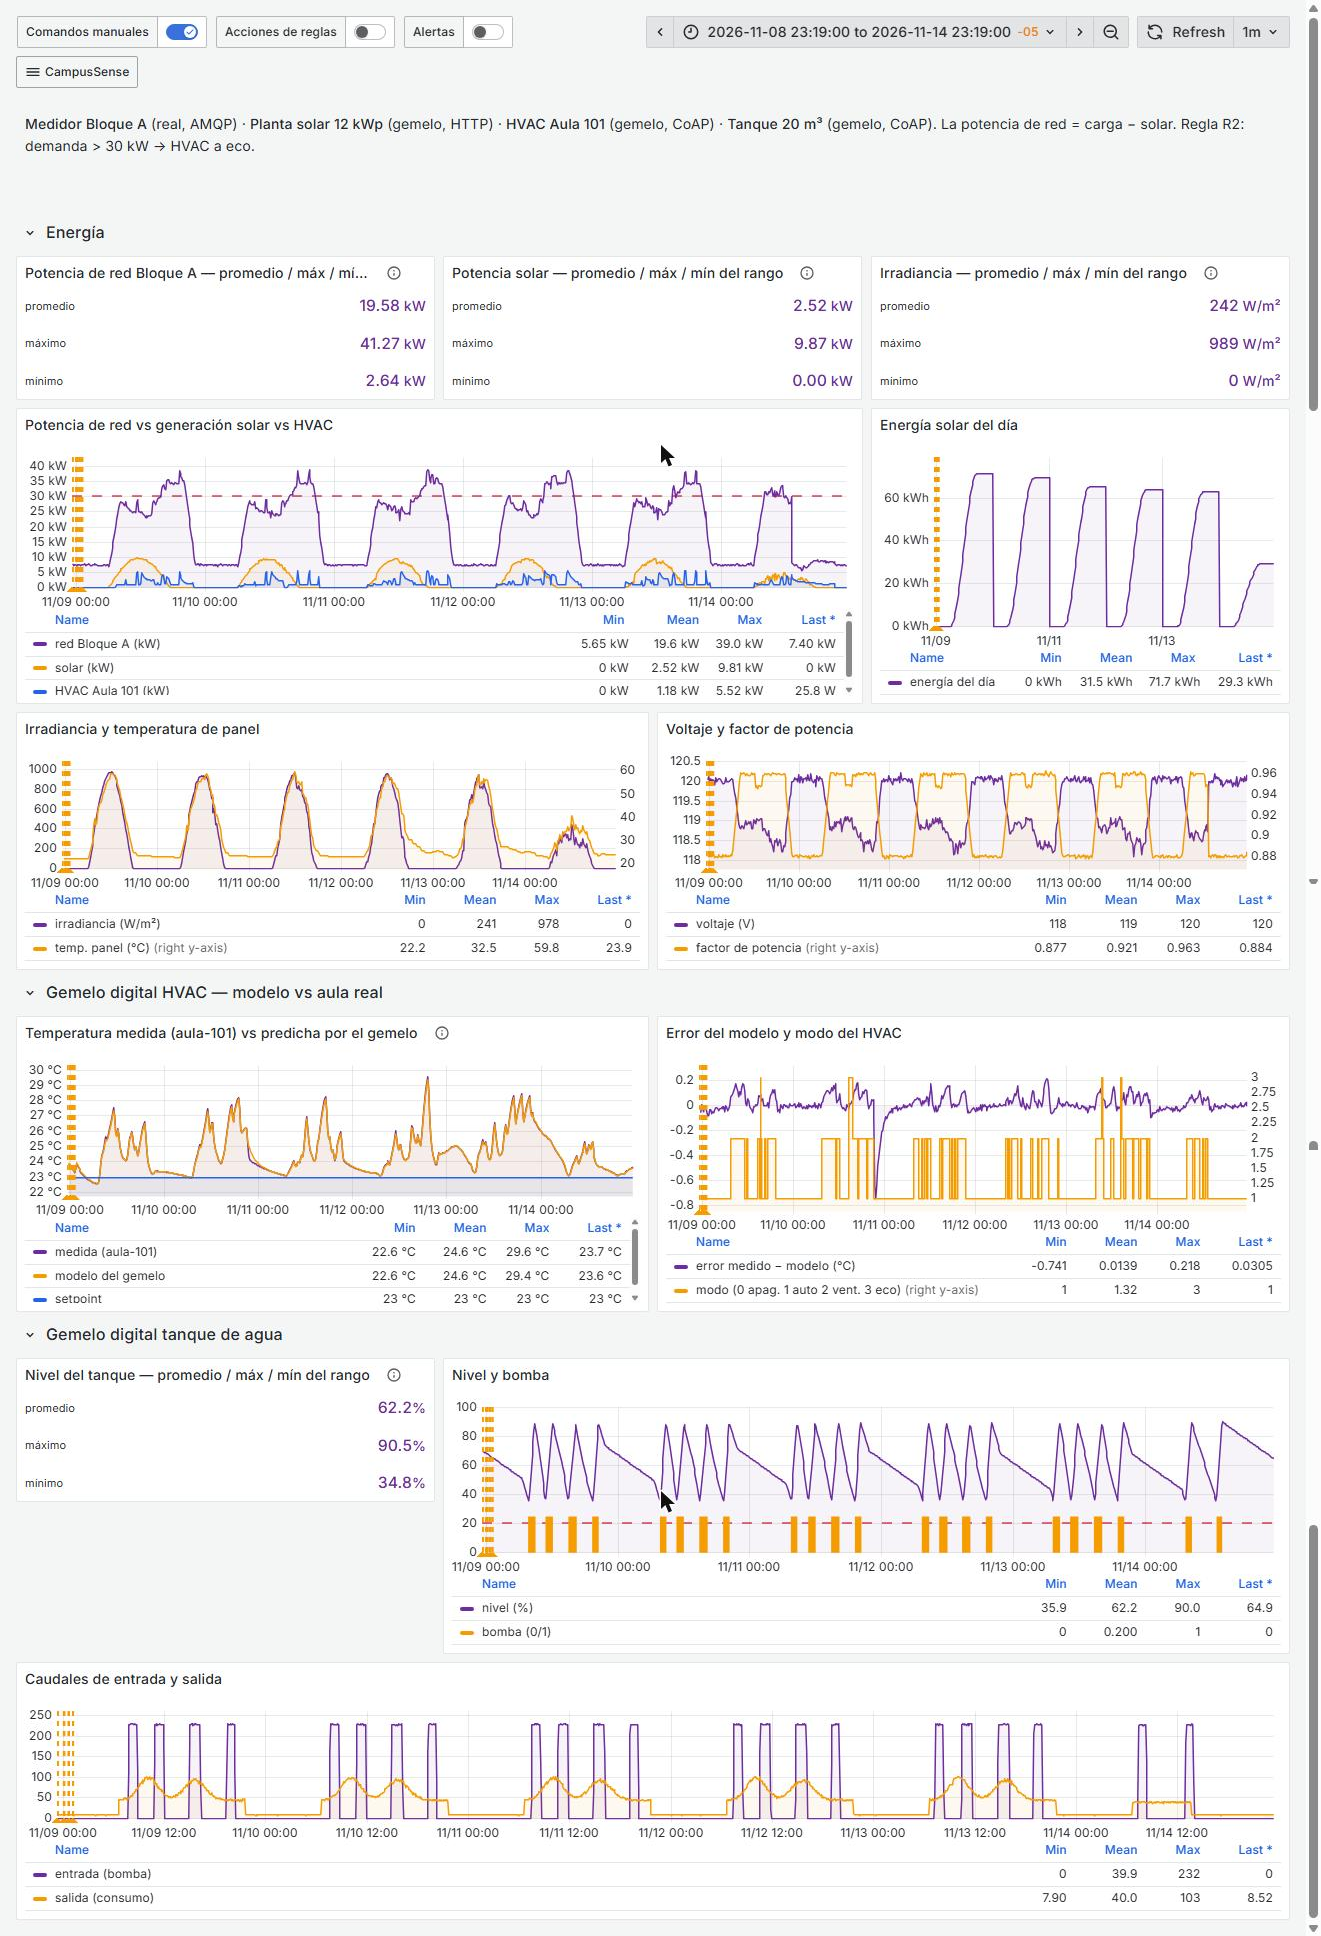 Comandos manuales Acciones de reglas Alertas 2026-11-08 23:19:00 to 2026-11-14 23:19:00 -05 Refresh 1m
CampusSense
Medidor Bloque A (real, AMQP) · Planta solar 12 kWp (gemelo, HTTP) · HVAC Aula 101 (gemelo, CoAP) · Tanque 20 m³ (gemelo, CoAP). La potencia de red = carga − solar. Regla R2:
demanda > 30 kW → HVAC a eco.
Energía
Potencia de red Bloque A — promedio / máx / mí...
promedio 19.58 kW
máximo 41.27 kW
mínimo 2.64 kW
Potencia solar — promedio / máx / mín del rango
promedio 2.52 kW
máximo 9.87 kW
mínimo 0.00 kW
Irradiancia — promedio / máx / mín del rango
promedio 242 W/m²
máximo 989 W/m²
mínimo 0 W/m²
Potencia de red vs generación solar vs HVAC
40 kW
35 kW
30 kW
25 kW
20 kW
15 kW
10 kW
5 kW
0 kW
11/09 00:00 11/10 00:00 11/11 00:00 11/12 00:00 11/13 00:00 11/14 00:00
Name Min Mean Max Last *
red Bloque A (kW) 5.65 kW 19.6 kW 39.0 kW 7.40 kW
solar (kW) 0 kW 2.52 kW 9.81 kW 0 kW
HVAC Aula 101 (kW) 0 kW 1.18 kW 5.52 kW 25.8 W
Energía solar del día
60 kWh
40 kWh
20 kWh
0 kWh
11/09 11/11 11/13
Name Min Mean Max Last *
energía del día 0 kWh 31.5 kWh 71.7 kWh 29.3 kWh
Irradiancia y temperatura de panel
1000 60
800 50
600 40
400 30
200 20
0
11/09 00:00 11/10 00:00 11/11 00:00 11/12 00:00 11/13 00:00 11/14 00:00
Name Min Mean Max Last *
irradiancia (W/m²) 0 241 978 0
temp. panel (°C) (right y-axis) 22.2 32.5 59.8 23.9
Voltaje y factor de potencia
120.5
120 0.96
119.5 0.94
119 0.92
118.5 0.9
118 0.88
11/09 00:00 11/10 00:00 11/11 00:00 11/12 00:00 11/13 00:00 11/14 00:00
Name Min Mean Max Last *
voltaje (V) 118 119 120 120
factor de potencia (right y-axis) 0.877 0.921 0.963 0.884
Gemelo digital HVAC — modelo vs aula real
Temperatura medida (aula-101) vs predicha por el gemelo
30 °C
29 °C
28 °C
27 °C
26 °C
25 °C
24 °C
23 °C
22 °C
11/09 00:00 11/10 00:00 11/11 00:00 11/12 00:00 11/13 00:00 11/14 00:00
Name Min Mean Max Last *
medida (aula-101) 22.6 °C 24.6 °C 29.6 °C 23.7 °C
modelo del gemelo 22.6 °C 24.6 °C 29.4 °C 23.6 °C
setpoint 23 °C 23 °C 23 °C 23 °C
Error del modelo y modo del HVAC
0.2 3
0 2.75
-0.2 2.5
-0.4 2.25
-0.6 2
-0.8 1.75
1.5
1.25
1
11/09 00:00 11/10 00:00 11/11 00:00 11/12 00:00 11/13 00:00 11/14 00:00
Name Min Mean Max Last *
error medido − modelo (°C) -0.741 0.0139 0.218 0.0305
modo (0 apag. 1 auto 2 vent. 3 eco) (right y-axis) 1 1.32 3 1
Gemelo digital tanque de agua
Nivel del tanque — promedio / máx / mín del rango
promedio 62.2%
máximo 90.5%
mínimo 34.8%
Nivel y bomba
100
80
60
40
20
0
11/09 00:00 11/10 00:00 11/11 00:00 11/12 00:00 11/13 00:00 11/14 00:00
Name Min Mean Max Last *
nivel (%) 35.9 62.2 90.0 64.9
bomba (0/1) 0 0.200 1 0
Caudales de entrada y salida
250
200
150
100
50
0
11/09 00:00 11/09 12:00 11/10 00:00 11/10 12:00 11/11 00:00 11/11 12:00 11/12 00:00 11/12 12:00 11/13 00:00 11/13 12:00 11/14 00:00 11/14 12:00
Name Min Mean Max Last *
entrada (bomba) 0 39.9 232 0
salida (consumo) 7.90 40.0 103 8.52